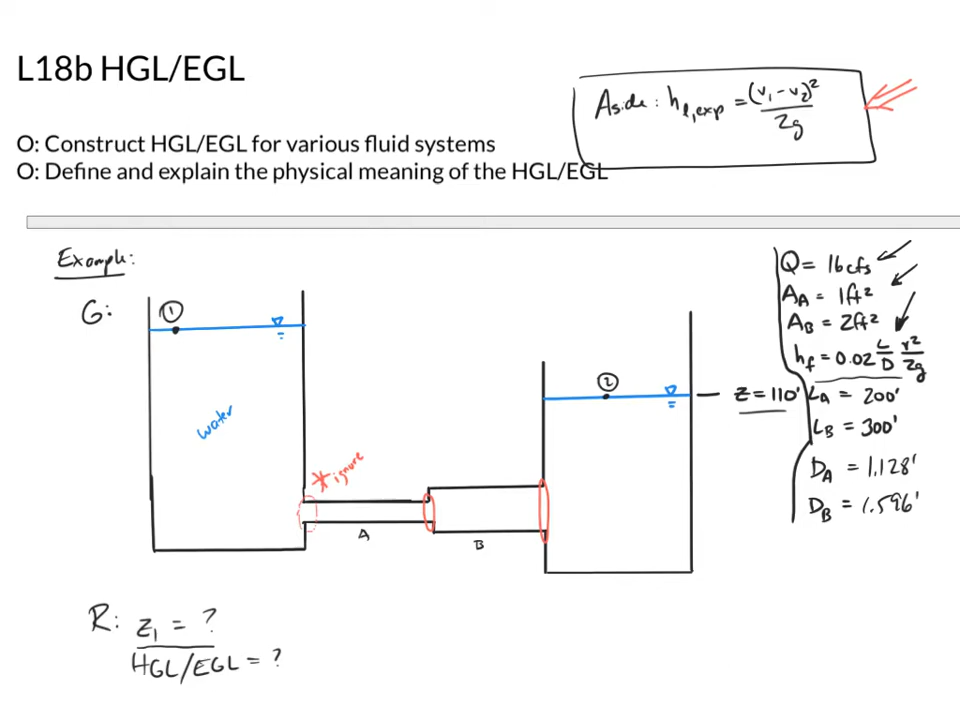 L18b HGL/EGL
Aside: hℓ,exp = (v₁ - v₂)² / 2g
O: Construct HGL/EGL for various fluid systems
O: Define and explain the physical meaning of the HGL/EGL
Example:
G:
①
water
* ignore
A
B
②
Z = 110'
Q = 16 cfs
A_A = 1 ft²
A_B = 2 ft²
h_f = 0.02 L/D v²/2g
L_A = 200'
L_B = 300'
D_A = 1.128'
D_B = 1.596'
R: Z₁ = ?
HGL/EGL = ?